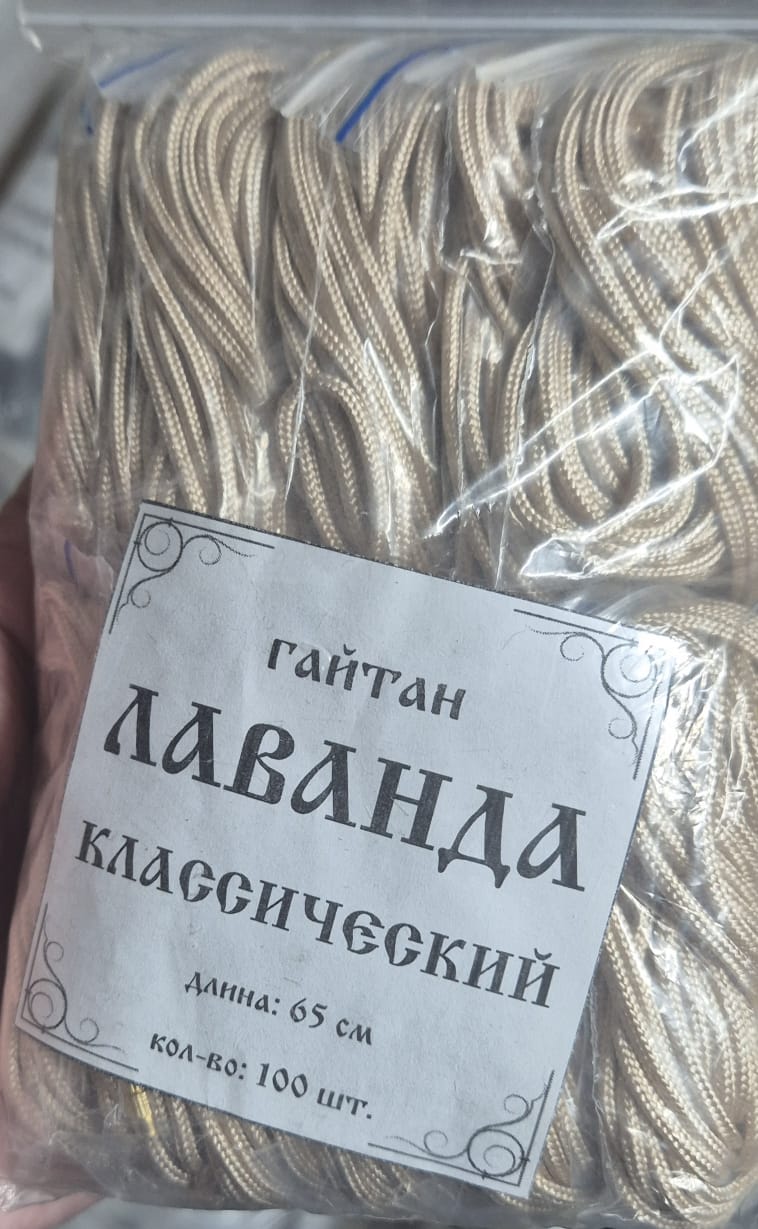 гайтан
ЛАВАНДА
классический
длина: 65 см
кол-во: 100 шт.